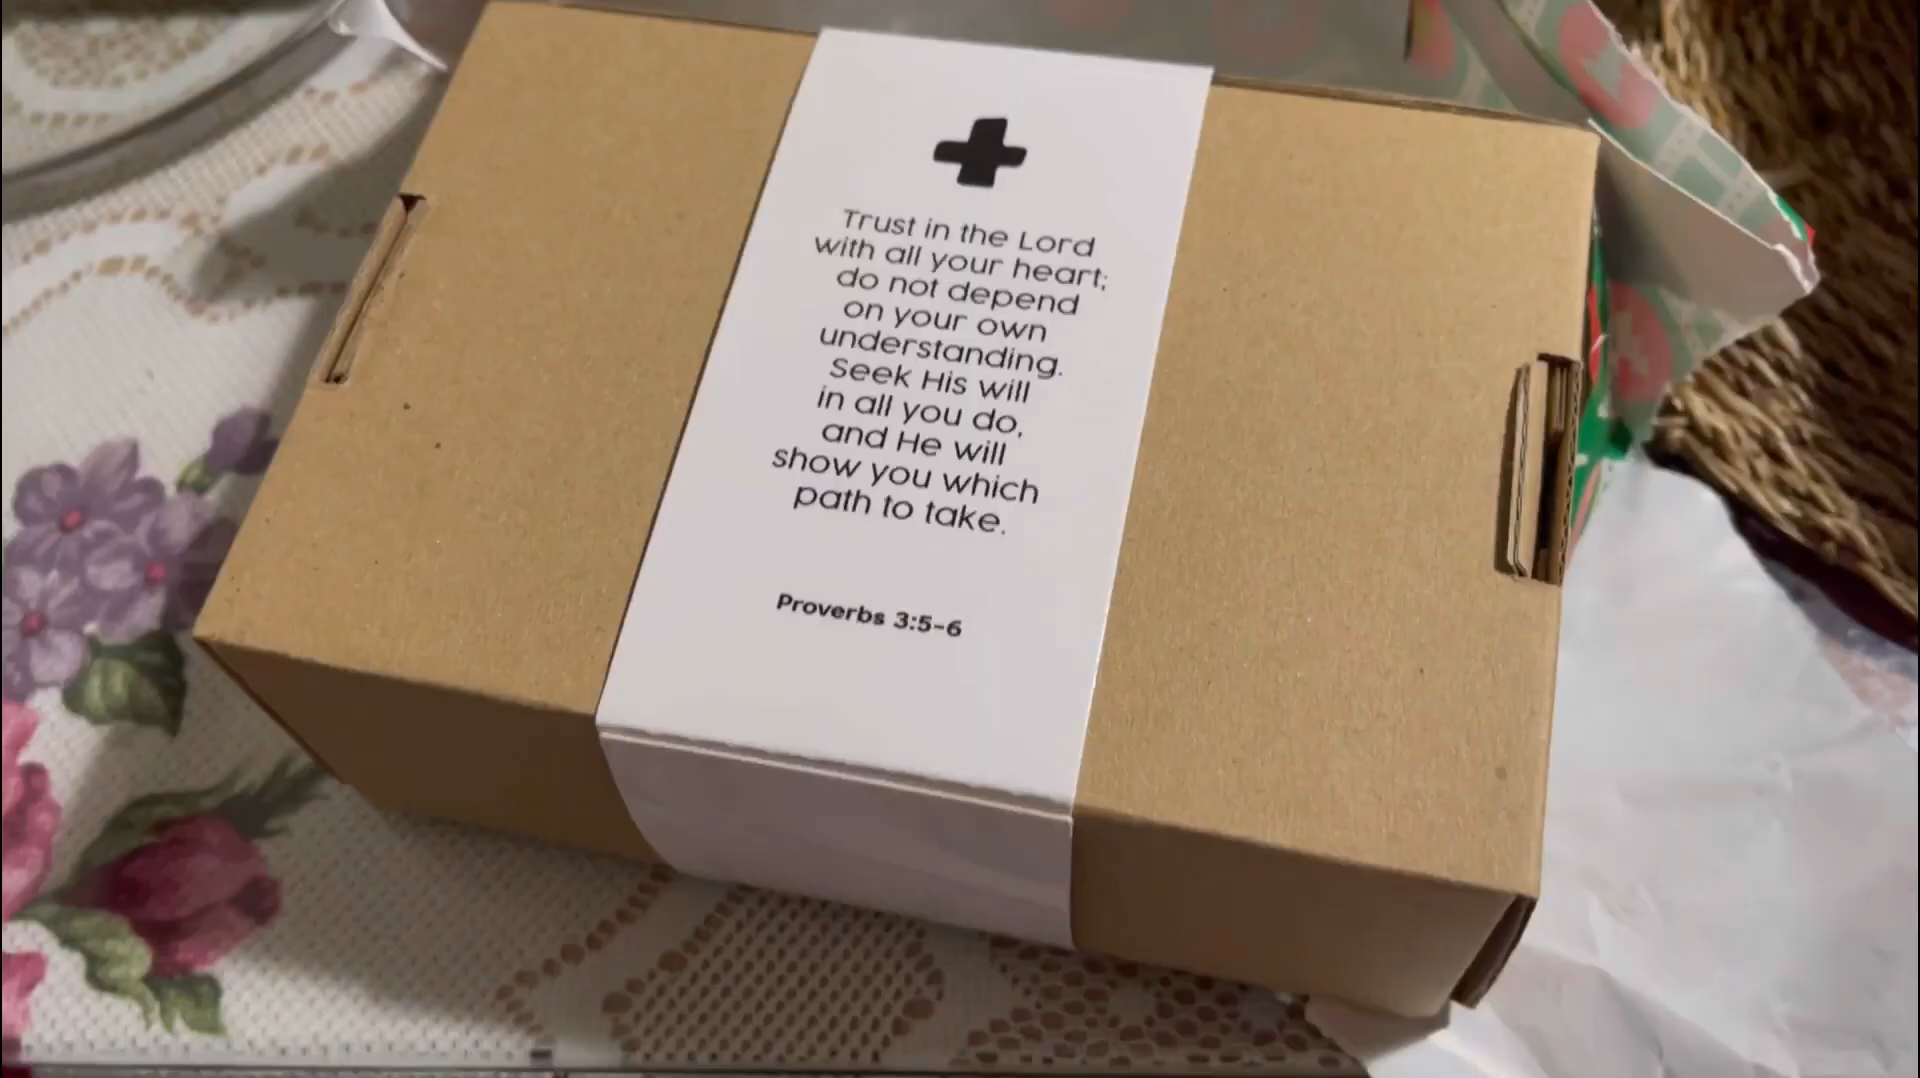 Trust in the Lord
with all your heart;
do not depend
on your own
understanding.
Seek His will
in all you do,
and He will
show you which
path to take.
Proverbs 3:5-6